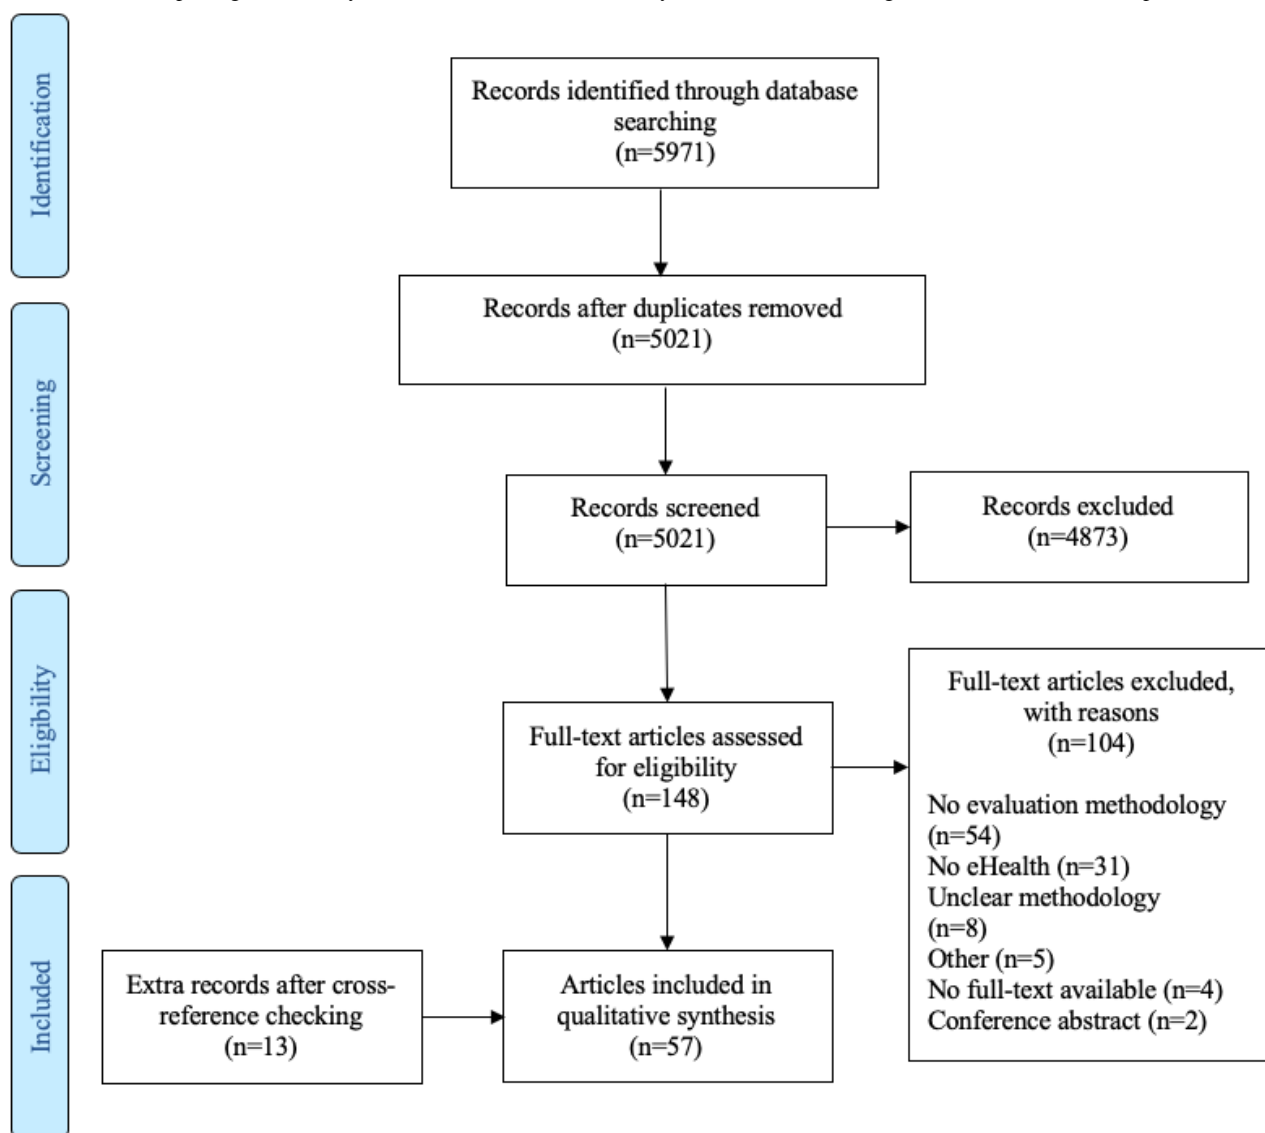 Identification
Records identified through database
searching
(n=5971)
Records after duplicates removed
(n=5021)
Screening
Records screened
(n=5021)
Records excluded
(n=4873)
Eligibility
Full-text articles assessed
for eligibility
(n=148)
Full-text articles excluded,
with reasons
(n=104)
No evaluation methodology
(n=54)
No eHealth (n=31)
Unclear methodology
(n=8)
Other (n=5)
No full-text available (n=4)
Conference abstract (n=2)
Included
Extra records after cross-
reference checking
(n=13)
Articles included in
qualitative synthesis
(n=57)